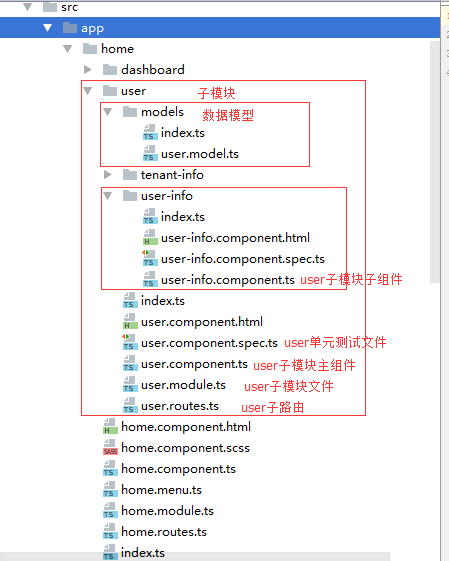 src
app
home
dashboard
user 子模块
models 数据模型
index.ts
user.model.ts
tenant-info
user-info
index.ts
user-info.component.html
user-info.component.spec.ts
user-info.component.ts user子模块子组件
index.ts
user.component.html
user.component.spec.ts user单元测试文件
user.component.ts user子模块主组件
user.module.ts user子模块文件
user.routes.ts user子路由
home.component.html
home.component.scss
home.component.ts
home.menu.ts
home.module.ts
home.routes.ts
index.ts